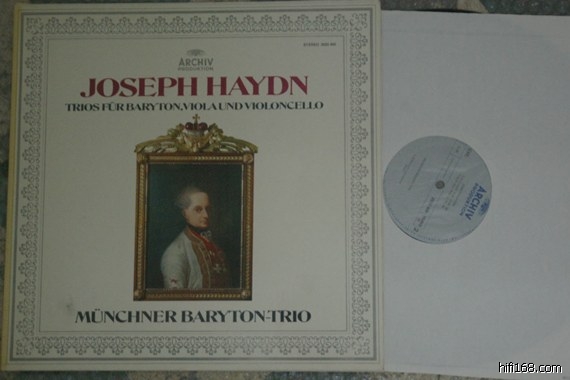 ARCHIV
PRODUKTION
JOSEPH HAYDN
TRIOS FÜR BARYTON, VIOLA UND VIOLONCELLO
MÜNCHNER BARYTON-TRIO
ARCHIV
PRODUKTION
hifi168.com